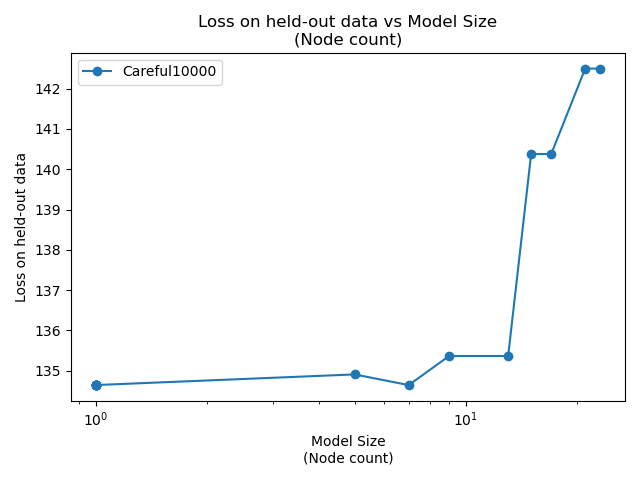 Loss on held-out data vs Model Size
(Node count)
Careful10000
Loss on held-out data
142
141
140
139
138
137
136
135
10⁰
10¹
Model Size
(Node count)